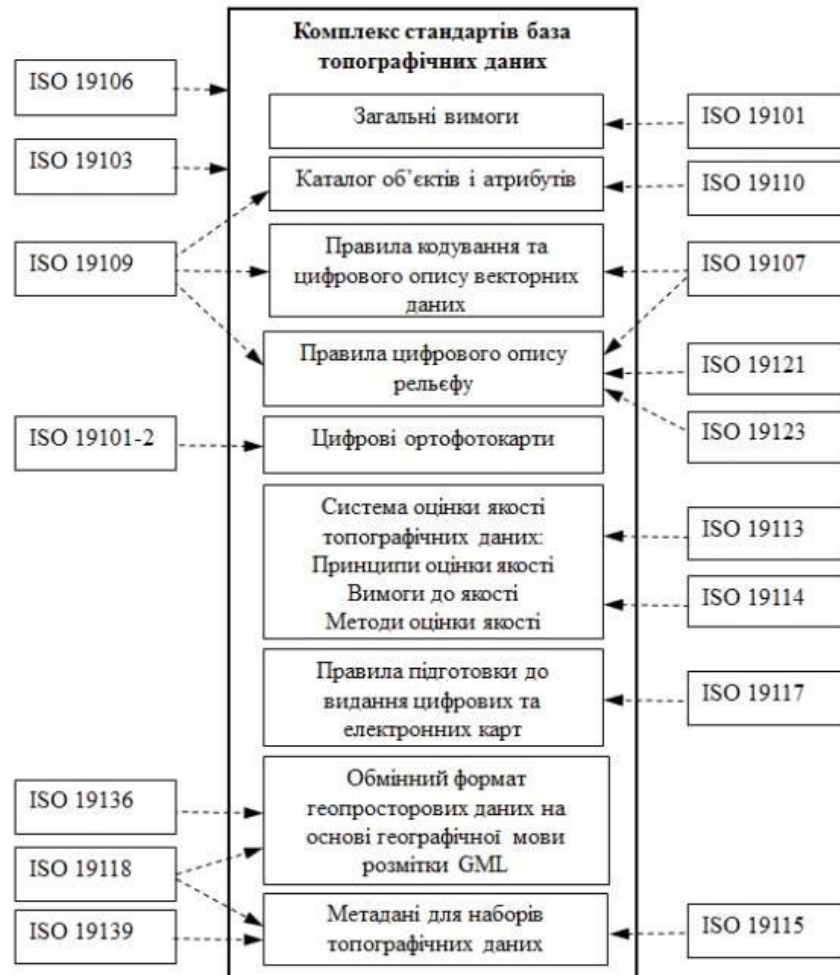 Комплекс стандартів база
топографічних даних
ISO 19106
Загальні вимоги
ISO 19101
ISO 19103
Каталог об’єктів і атрибутів
ISO 19110
ISO 19109
Правила кодування та
цифрового опису векторних
даних
ISO 19107
Правила цифрового опису
рельєфу
ISO 19121
ISO 19123
ISO 19101-2
Цифрові ортофотокарти
Система оцінки якості
топографічних даних:
Принципи оцінки якості
Вимоги до якості
Методи оцінки якості
ISO 19113
ISO 19114
Правила підготовки до
видання цифрових та
електронних карт
ISO 19117
ISO 19136
Обмінний формат
геопросторових даних на
основі географічної мови
розмітки GML
ISO 19118
ISO 19139
Метадані для наборів
топографічних даних
ISO 19115